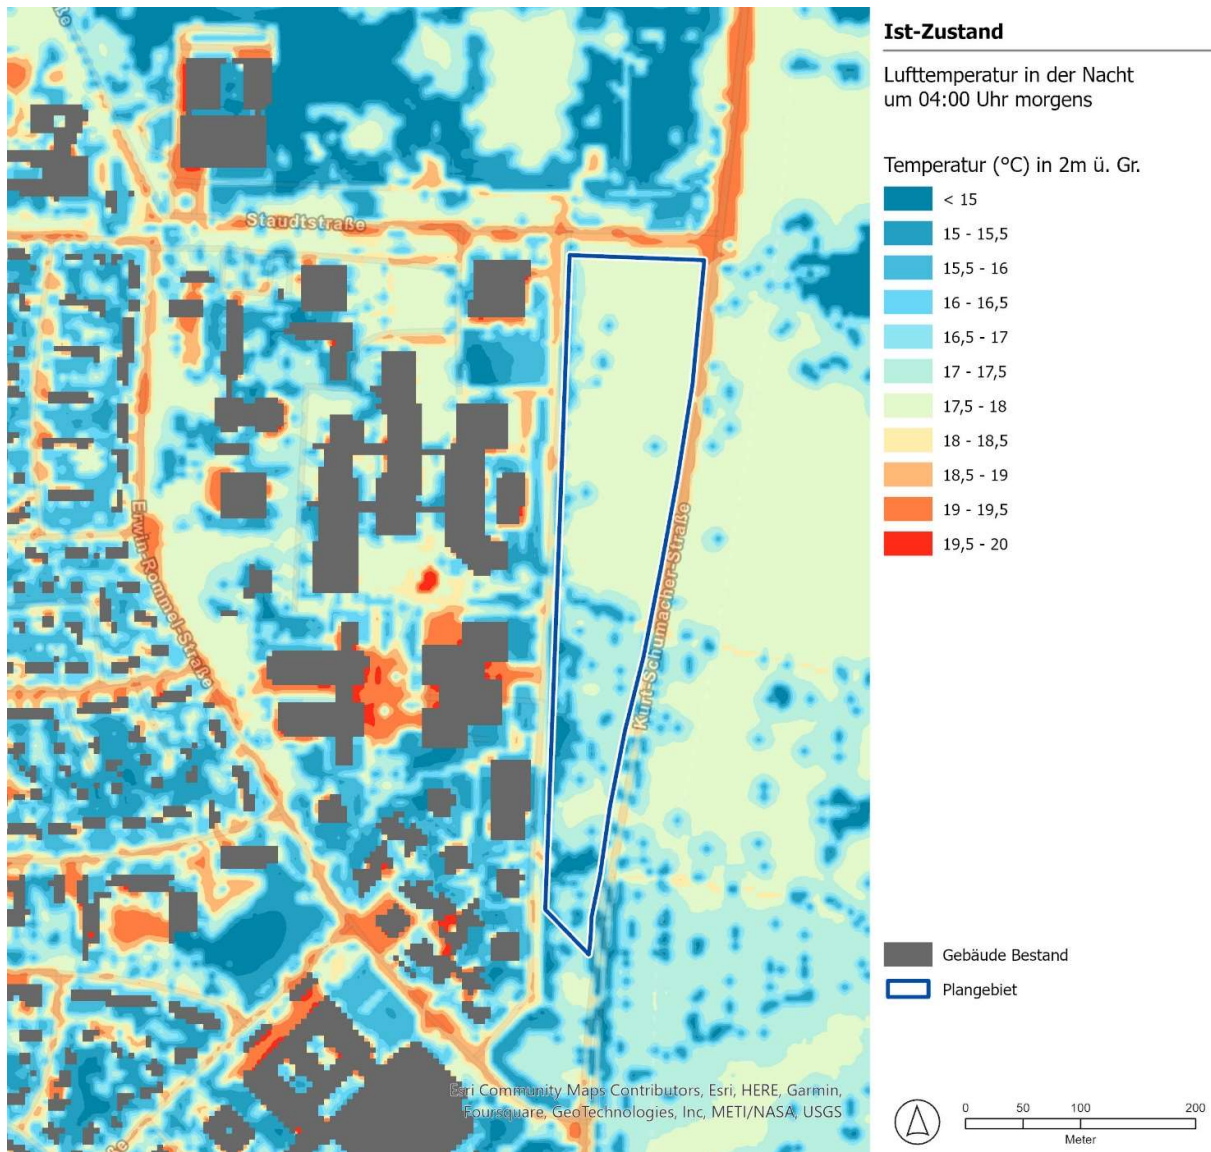 Ist-Zustand
Lufttemperatur in der Nacht
um 04:00 Uhr morgens
Temperatur (°C) in 2m ü. Gr.
< 15
15 - 15,5
15,5 - 16
16 - 16,5
16,5 - 17
17 - 17,5
17,5 - 18
18 - 18,5
18,5 - 19
19 - 19,5
19,5 - 20
Gebäude Bestand
Plangebiet
0 50 100 200
Meter
Staudtstraße
Erwin-Rommel-Straße
Kurt-Schumacher-Straße
Esri Community Maps Contributors, Esri, HERE, Garmin,
Foursquare, GeoTechnologies, Inc, METI/NASA, USGS